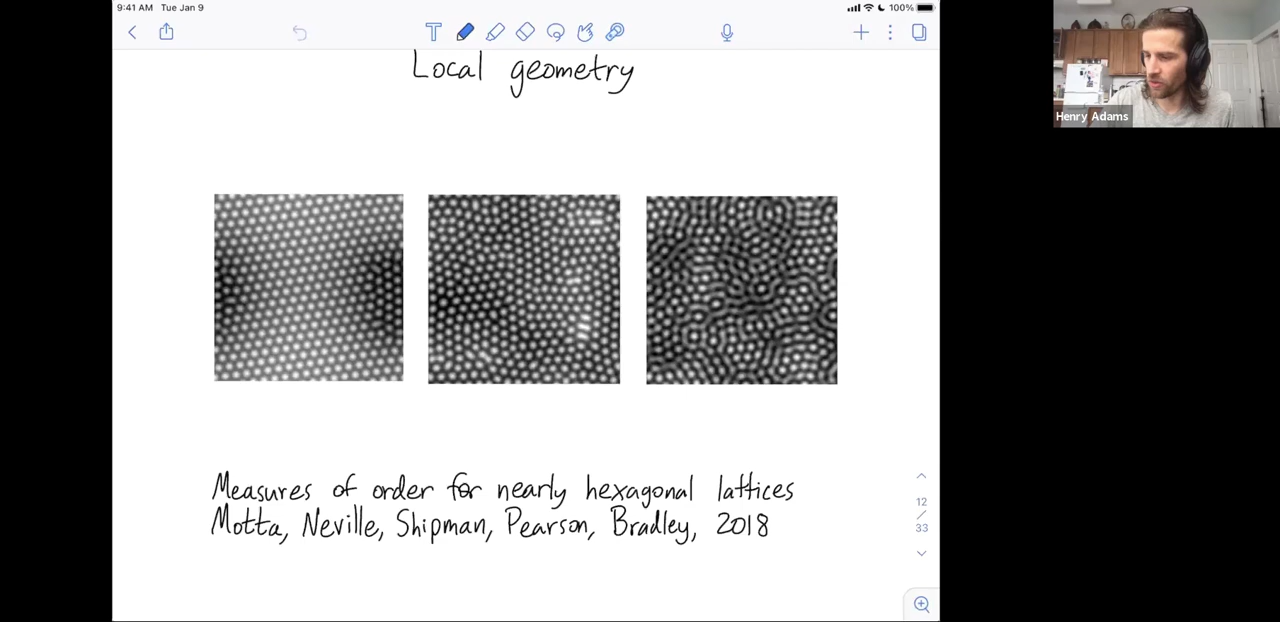 9:41 AM Tue Jan 9
100%
Local geometry
Henry Adams
Measures of order for nearly hexagonal lattices
Motta, Neville, Shipman, Pearson, Bradley, 2018
12
33